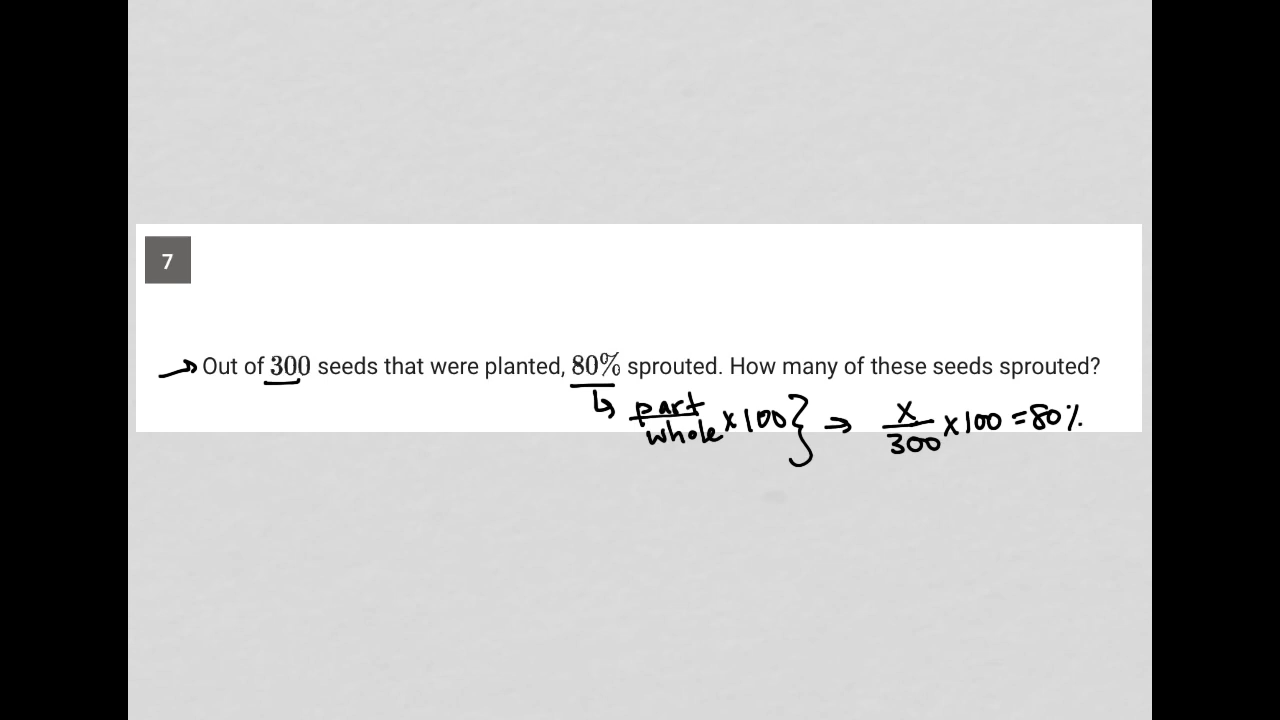 7
Out of 300 seeds that were planted, 80% sprouted. How many of these seeds sprouted?
part/whole x 100 } → x/300 x 100 = 80%